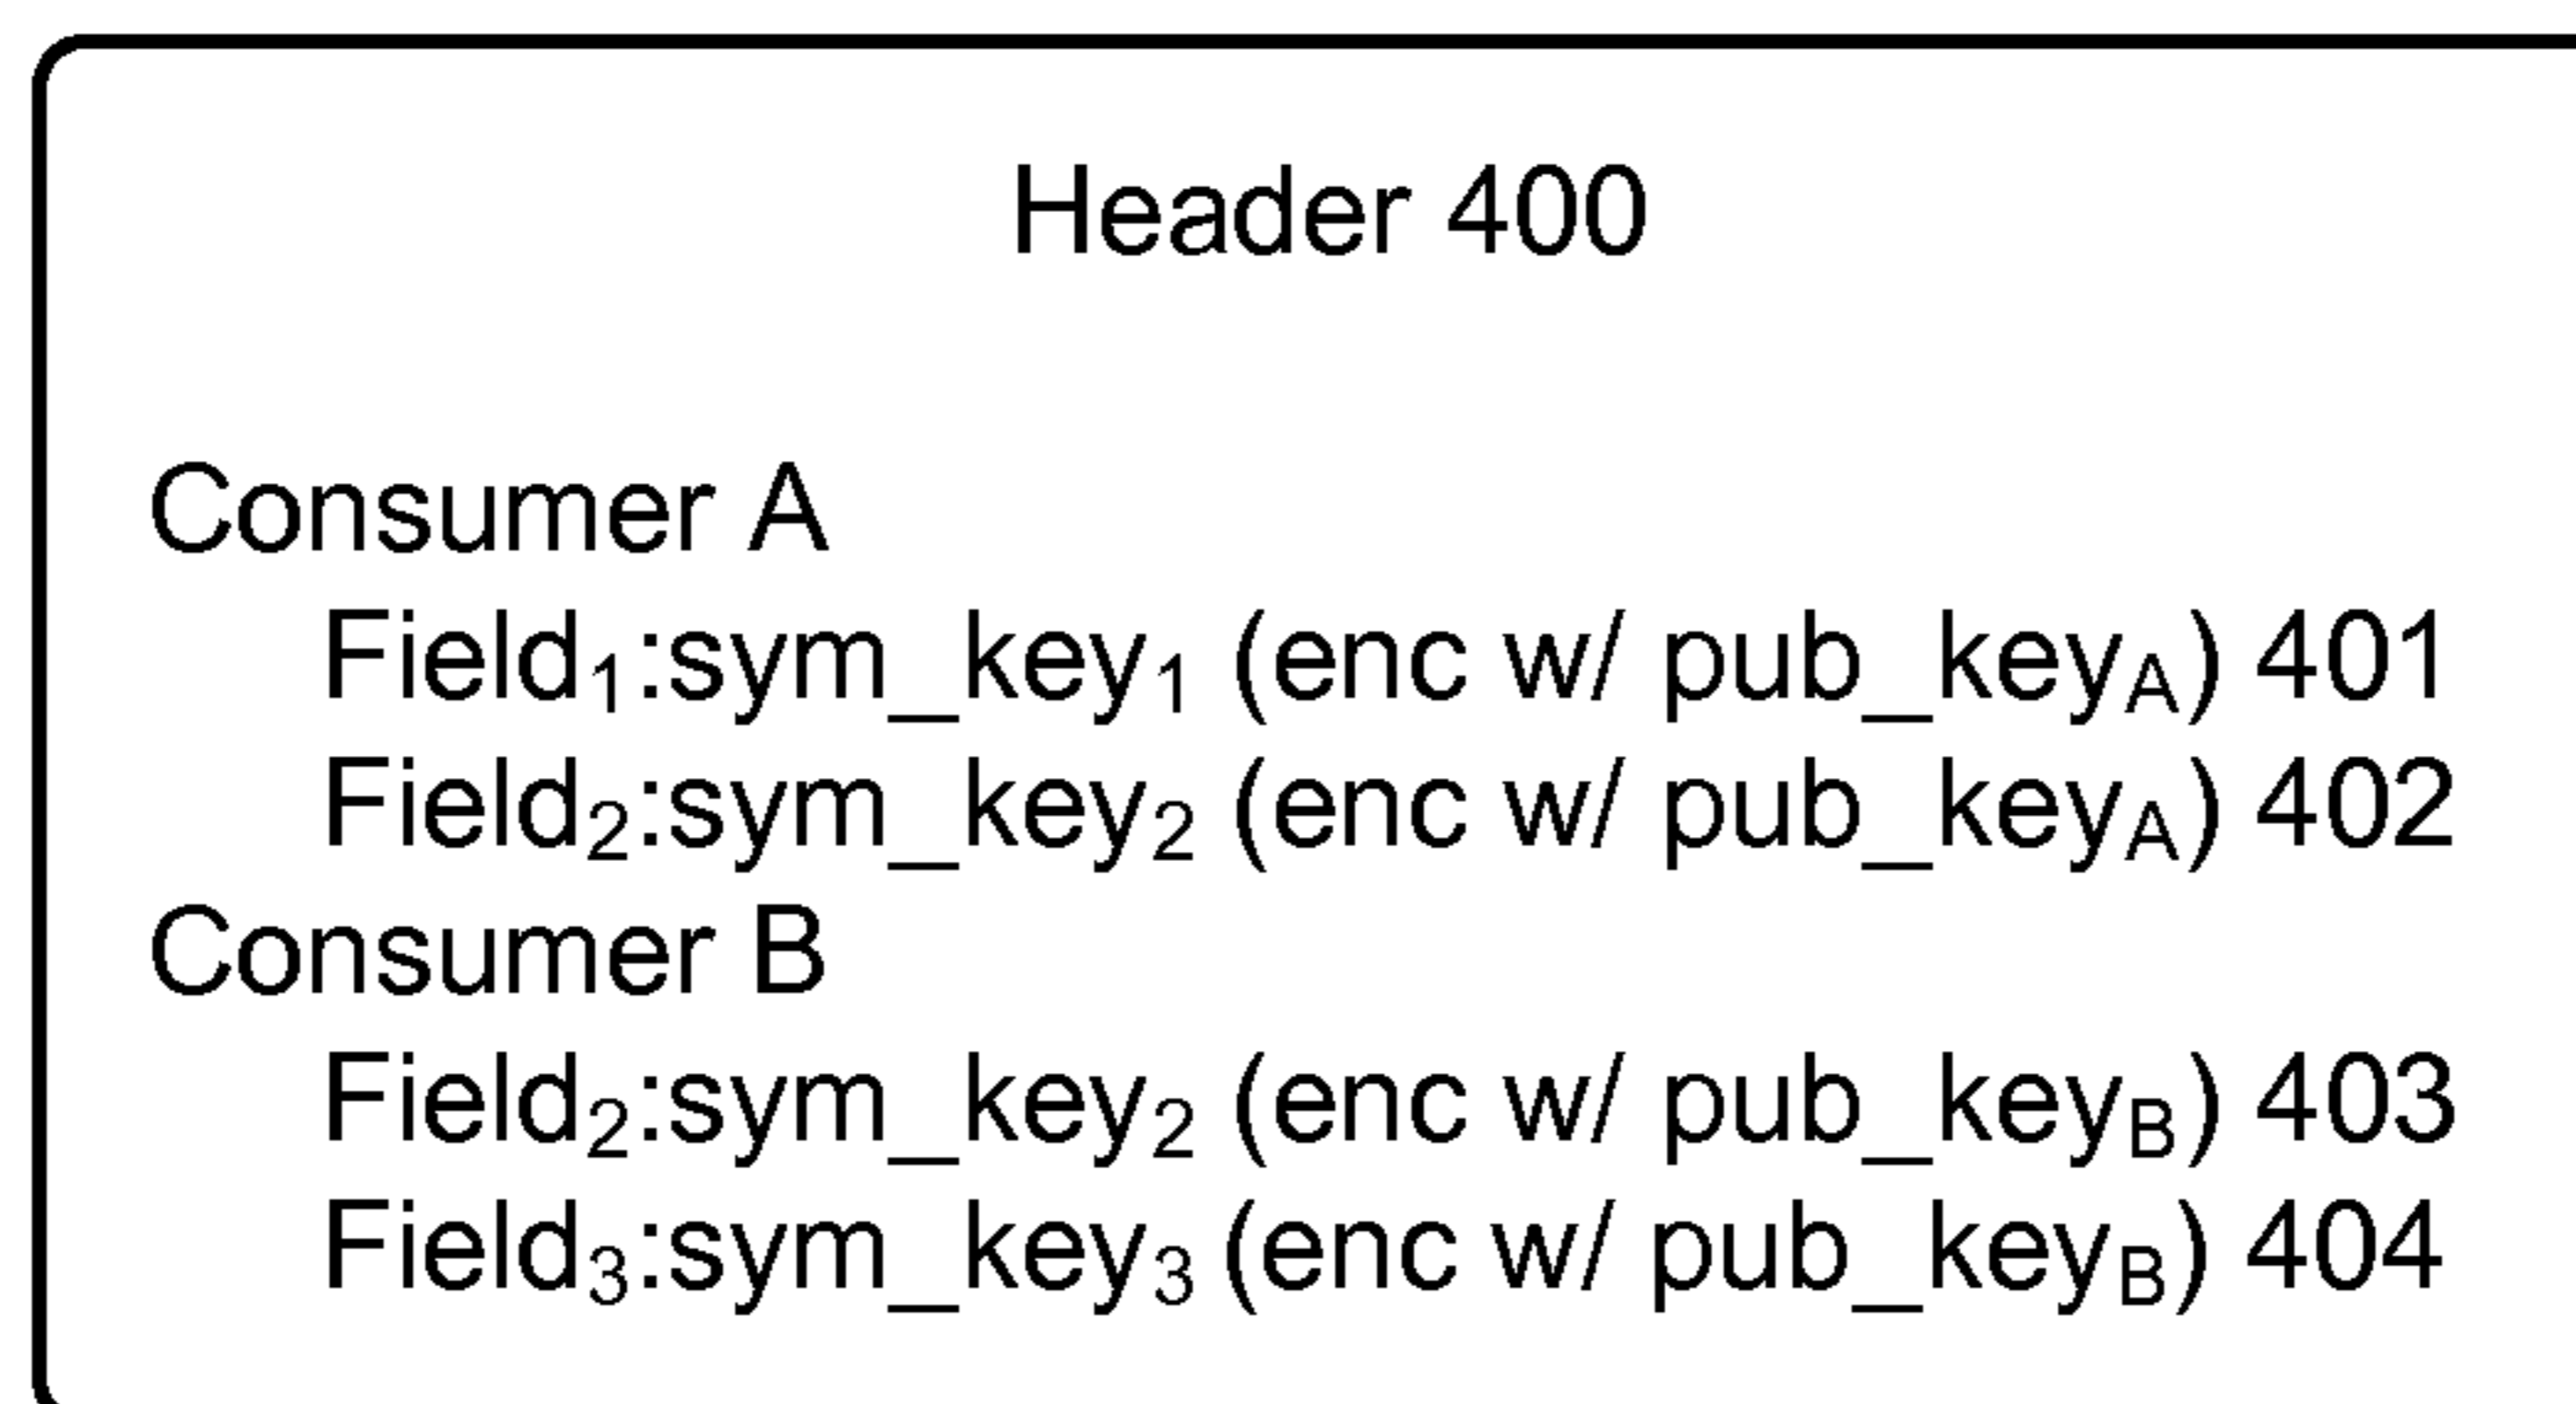 Header 400
Consumer A
Field₁:sym_key₁ (enc w/ pub_keyA) 401
Field₂:sym_key₂ (enc w/ pub_keyA) 402
Consumer B
Field₂:sym_key₂ (enc w/ pub_keyB) 403
Field₃:sym_key₃ (enc w/ pub_keyB) 404